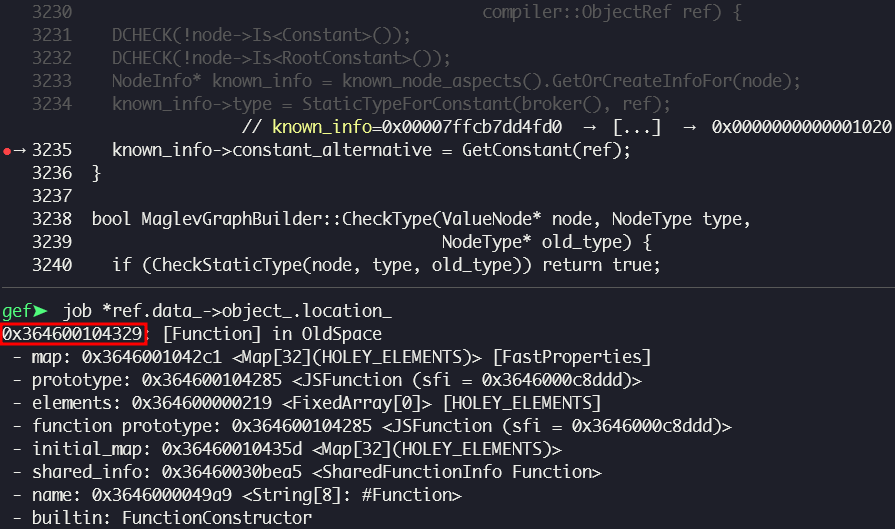 3230                                         compiler::ObjectRef ref) {
3231   DCHECK(!node->Is<Constant>());
3232   DCHECK(!node->Is<RootConstant>());
3233   NodeInfo* known_info = known_node_aspects().GetOrCreateInfoFor(node);
3234   known_info->type = StaticTypeForConstant(broker(), ref);
// known_info=0x00007ffcb7dd4fd0  →  [...]  →  0x0000000000001020
●→ 3235   known_info->constant_alternative = GetConstant(ref);
3236 }
3237
3238 bool MaglevGraphBuilder::CheckType(ValueNode* node, NodeType type,
3239                                    NodeType* old_type) {
3240   if (CheckStaticType(node, type, old_type)) return true;
gef➤  job *ref.data_->object_.location_
0x364600104329: [Function] in OldSpace
- map: 0x3646001042c1 <Map[32](HOLEY_ELEMENTS)> [FastProperties]
- prototype: 0x364600104285 <JSFunction (sfi = 0x3646000c8ddd)>
- elements: 0x364600000219 <FixedArray[0]> [HOLEY_ELEMENTS]
- function prototype: 0x364600104285 <JSFunction (sfi = 0x3646000c8ddd)>
- initial_map: 0x36460010435d <Map[32](HOLEY_ELEMENTS)>
- shared_info: 0x36460030bea5 <SharedFunctionInfo Function>
- name: 0x3646000049a9 <String[8]: #Function>
- builtin: FunctionConstructor